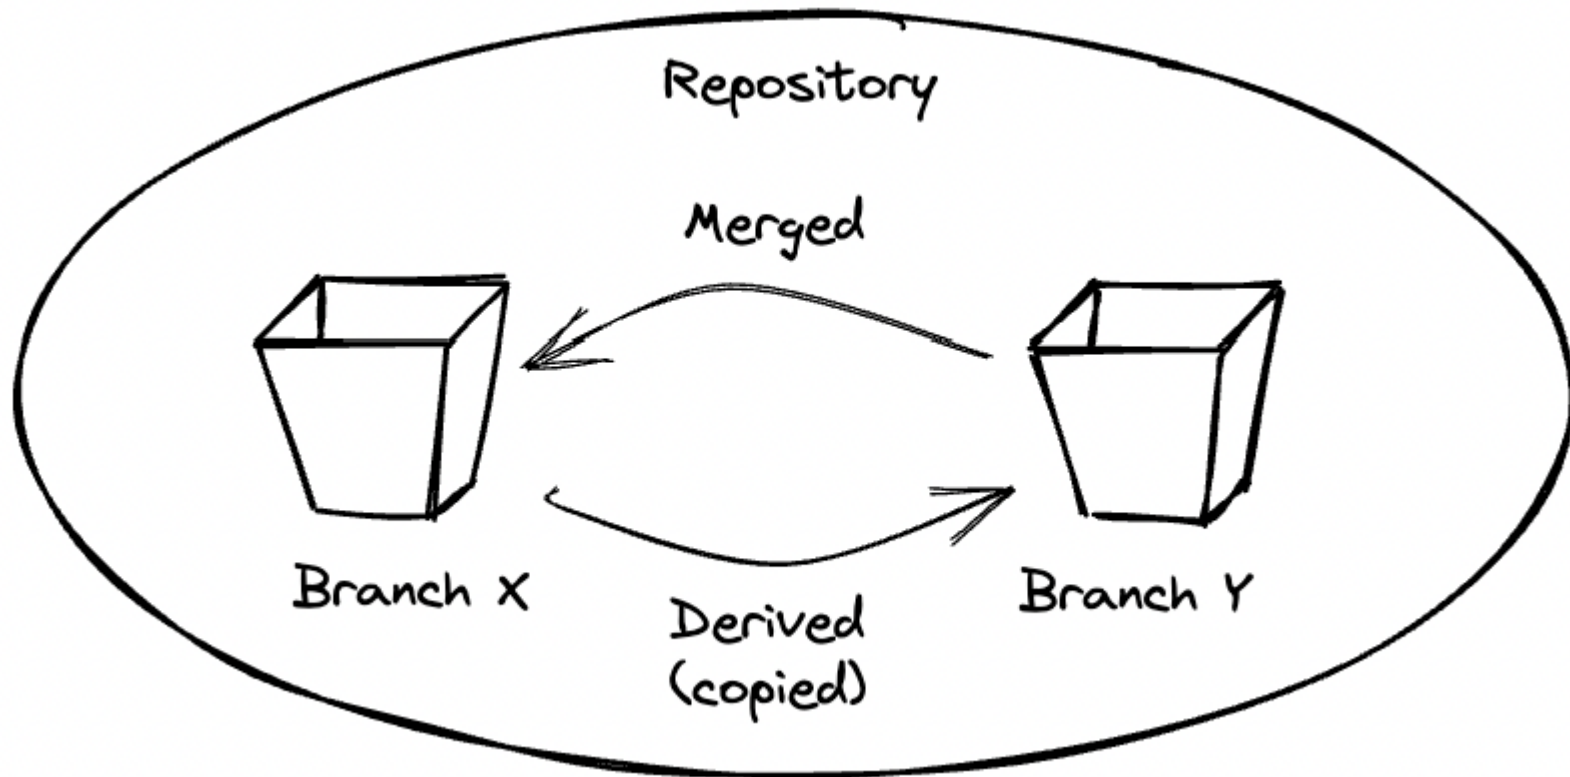 Repository
Merged
Branch X
Branch Y
Derived
(copied)